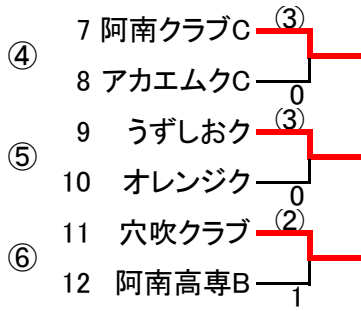 7 阿南クラブC (3)
④
8 アカエムクC 0
9 うずしおク (3)
⑤
10 オレンジク 0
11 穴吹クラブ (2)
⑥
12 阿南高専B 1